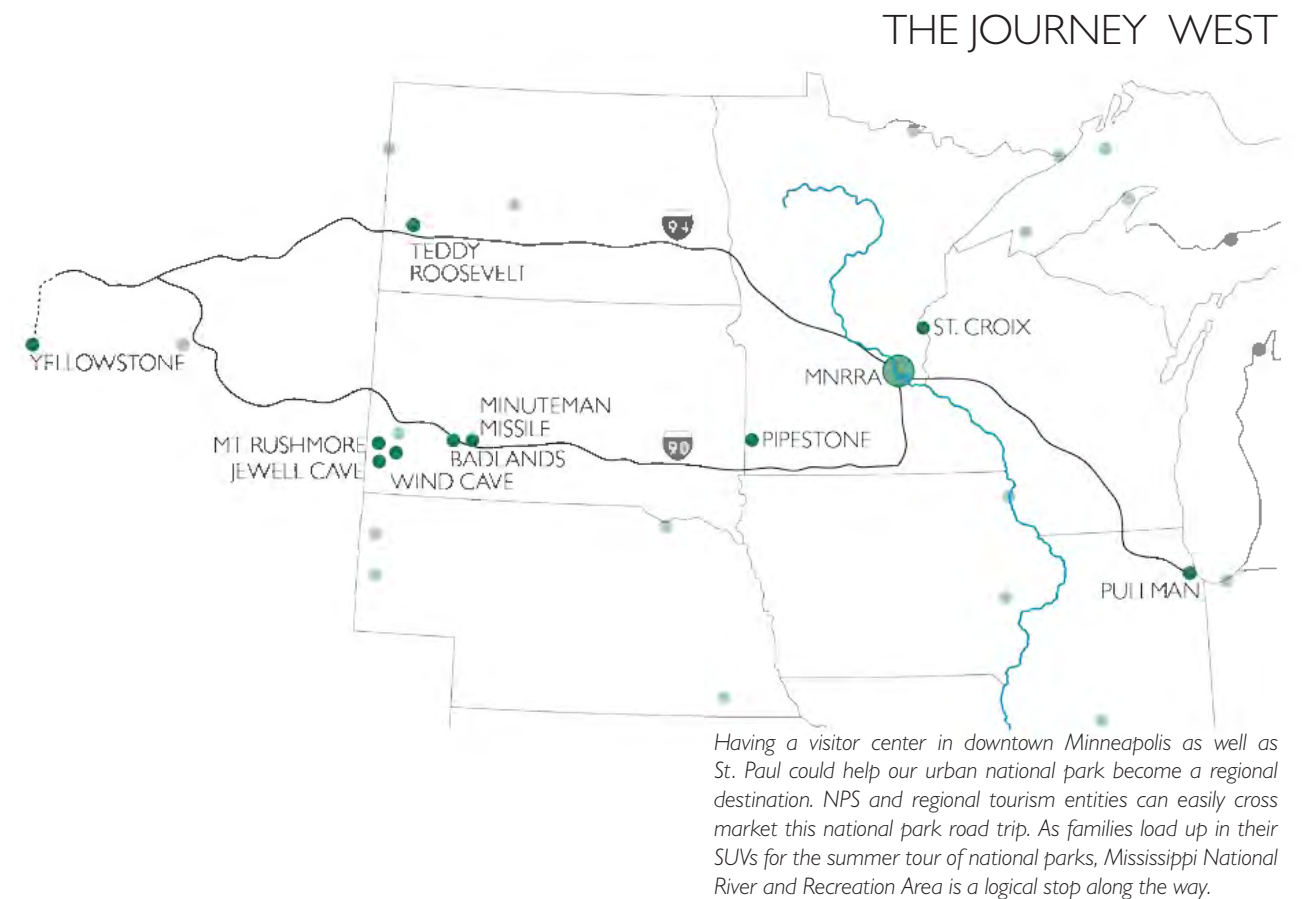 THE JOURNEY WEST
94
TEDDY
ROOSEVELT
ST. CROIX
YELLOWSTONE
MNRRA
MINUTEMAN
MISSILE
MT RUSHMORE
90
PIPESTONE
BADLANDS
JEWELL CAVE
WIND CAVE
PULLMAN
Having a visitor center in downtown Minneapolis as well as
St. Paul could help our urban national park become a regional
destination. NPS and regional tourism entities can easily cross
market this national park road trip. As families load up in their
SUVs for the summer tour of national parks, Mississippi National
River and Recreation Area is a logical stop along the way.